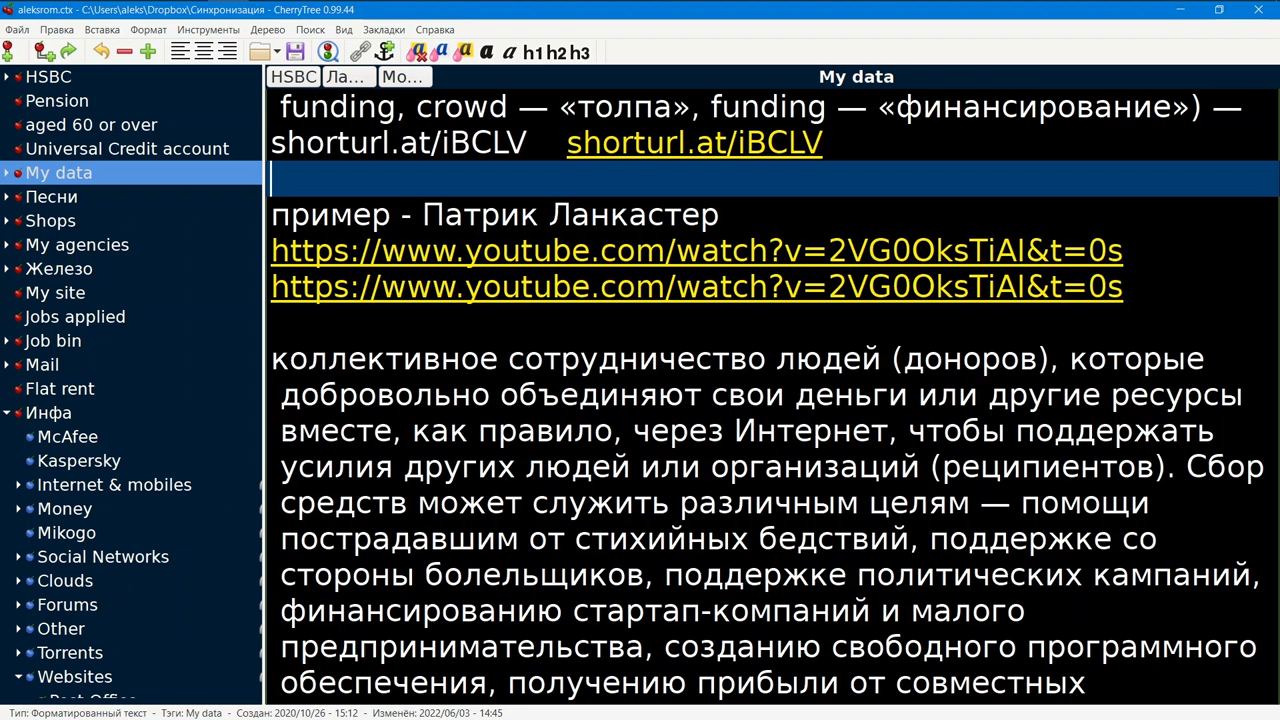 aleksrom.ctx - C:\Users\aleks\Dropbox\Синхронизация - CherryTree 0.99.44
Файл Правка Вставка Формат Инструменты Дерево Поиск Вид Закладки Справка
a a a a a h1 h2 h3
HSBC
Pension
aged 60 or over
Universal Credit account
My data
Песни
Shops
My agencies
Железо
My site
Jobs applied
Job bin
Mail
Flat rent
Инфа
McAfee
Kaspersky
Internet & mobiles
Money
Mikogo
Social Networks
Clouds
Forums
Other
Torrents
Websites
HSBC Ла... Мо... My data
funding, crowd — «толпа», funding — «финансирование») —
shorturl.at/iBCLV shorturl.at/iBCLV
пример - Патрик Ланкастер
https://www.youtube.com/watch?v=2VG0OksTiAI&t=0s
https://www.youtube.com/watch?v=2VG0OksTiAI&t=0s
коллективное сотрудничество людей (доноров), которые
добровольно объединяют свои деньги или другие ресурсы
вместе, как правило, через Интернет, чтобы поддержать
усилия других людей или организаций (реципиентов). Сбор
средств может служить различным целям — помощи
пострадавшим от стихийных бедствий, поддержке со
стороны болельщиков, поддержке политических кампаний,
финансированию стартап-компаний и малого
предпринимательства, созданию свободного программного
обеспечения, получению прибыли от совместных
Тип: Форматированный текст - Тэги: My data - Создан: 2020/10/26 - 15:12 - Изменён: 2022/06/03 - 14:45